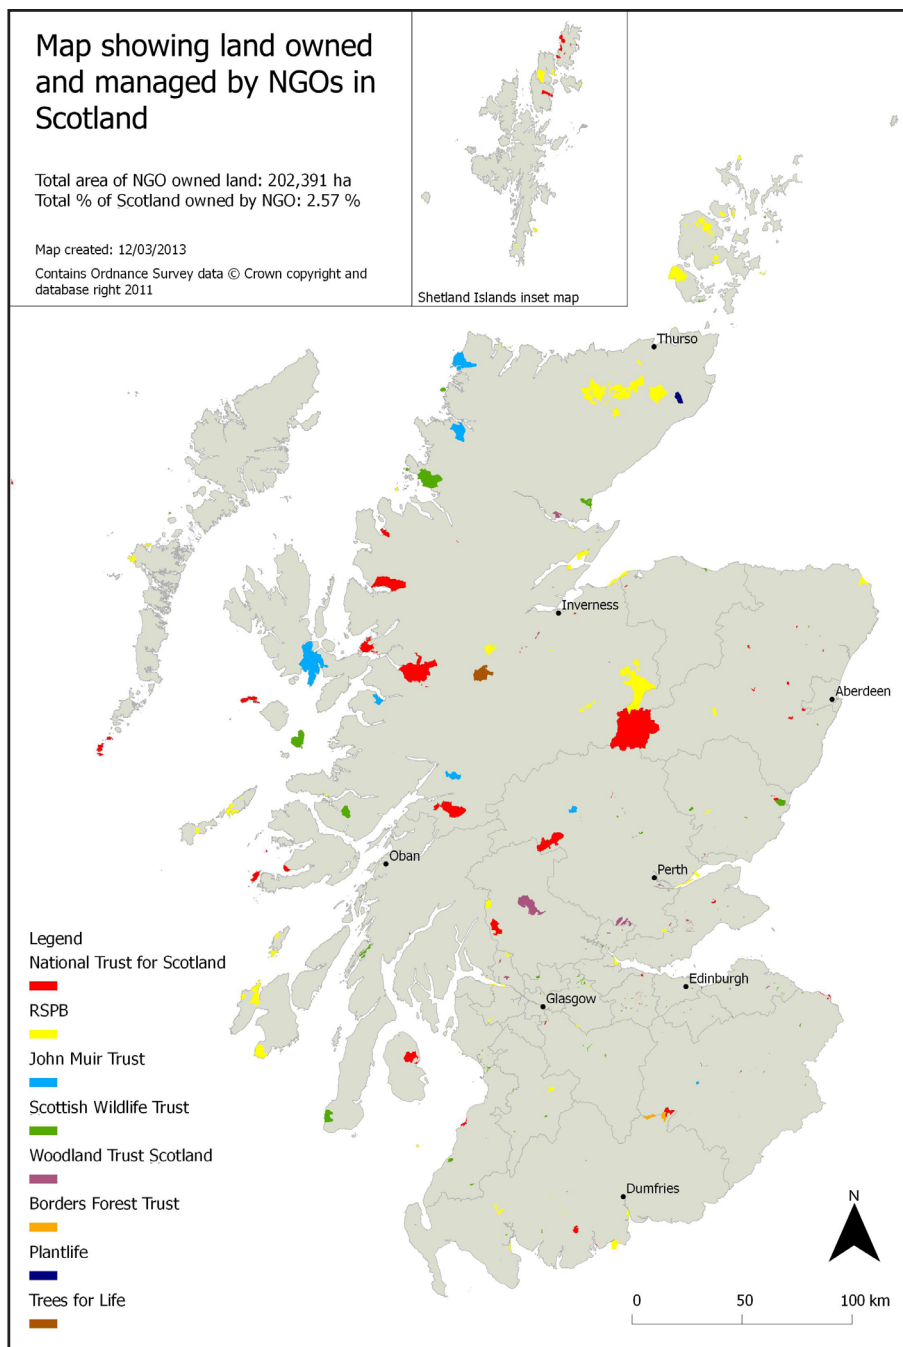 Map showing land owned
and managed by NGOs in
Scotland
Total area of NGO owned land: 202,391 ha
Total % of Scotland owned by NGO: 2.57 %
Map created: 12/03/2013
Contains Ordnance Survey data © Crown copyright and
database right 2011
Shetland Islands inset map
Thurso
Inverness
Aberdeen
Oban
Perth
Edinburgh
Glasgow
Dumfries
Legend
National Trust for Scotland
RSPB
John Muir Trust
Scottish Wildlife Trust
Woodland Trust Scotland
Borders Forest Trust
Plantlife
Trees for Life
N
0 50 100 km